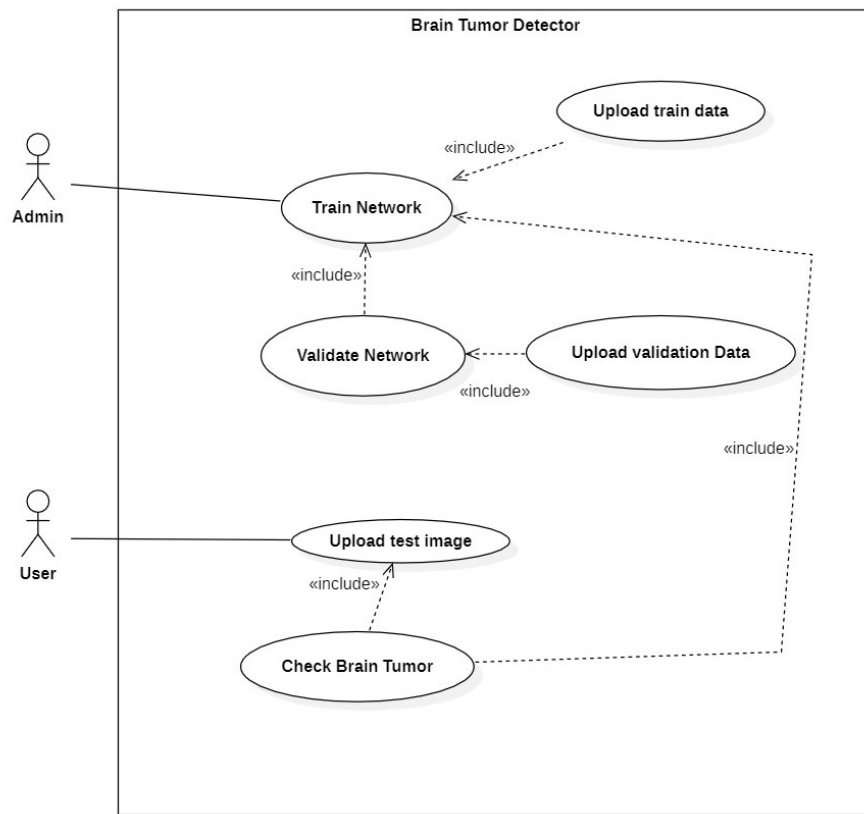 Brain Tumor Detector
Upload train data
«include»
Admin
Train Network
«include»
Validate Network
Upload validation Data
«include»
«include»
User
Upload test image
«include»
Check Brain Tumor